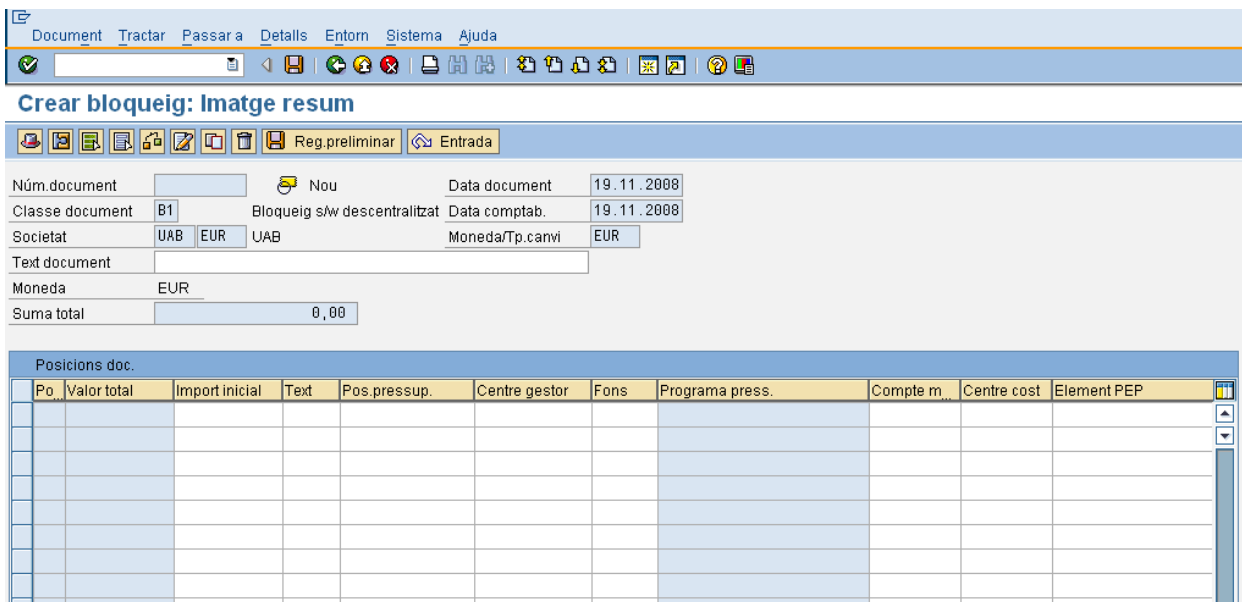 Document Tractar Passar a Detalls Entorn Sistema Ajuda
Crear bloqueig: Imatge resum
Reg.preliminar Entrada
Núm.document Nou Data document 19.11.2008
Classe document B1 Bloqueig s/w descentralitzat Data comptab. 19.11.2008
Societat UAB EUR UAB Moneda/Tp.canvi EUR
Text document
Moneda EUR
Suma total 0,00
Posicions doc.
Po... Valor total Import inicial Text Pos.pressup. Centre gestor Fons Programa press. Compte m... Centre cost Element PEP